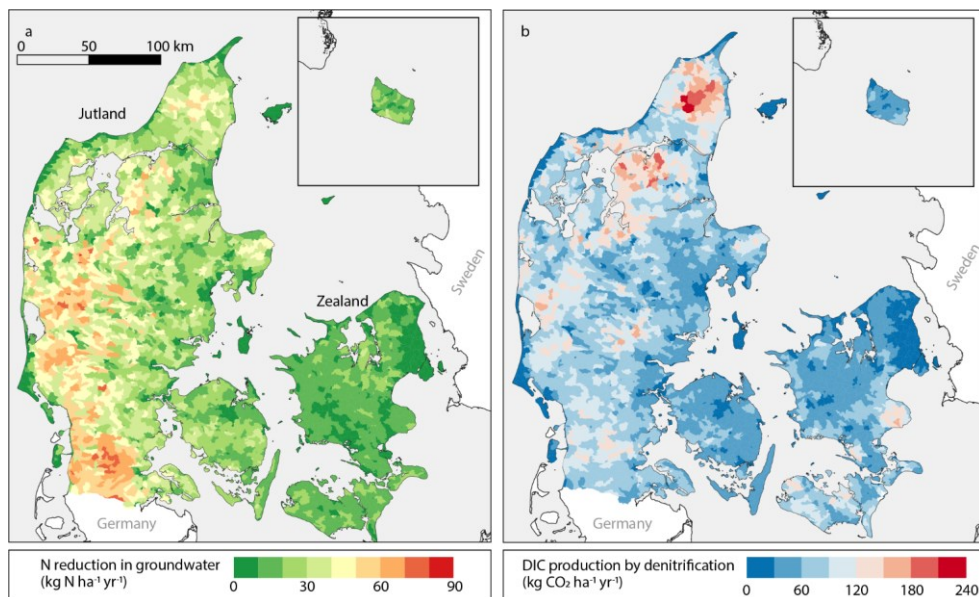 a
0 50 100 km
Jutland
Zealand
Sweden
Germany
N reduction in groundwater
(kg N ha⁻¹ yr⁻¹)
0 30 60 90
b
Sweden
Germany
DIC production by denitrification
(kg CO₂ ha⁻¹ yr⁻¹)
0 60 120 180 240